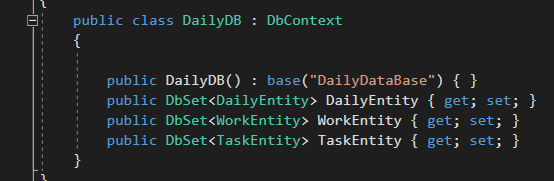 {
public class DailyDB : DbContext
{
public DailyDB() : base("DailyDataBase") { }
public DbSet<DailyEntity> DailyEntity { get; set; }
public DbSet<WorkEntity> WorkEntity { get; set; }
public DbSet<TaskEntity> TaskEntity { get; set; }
}
}